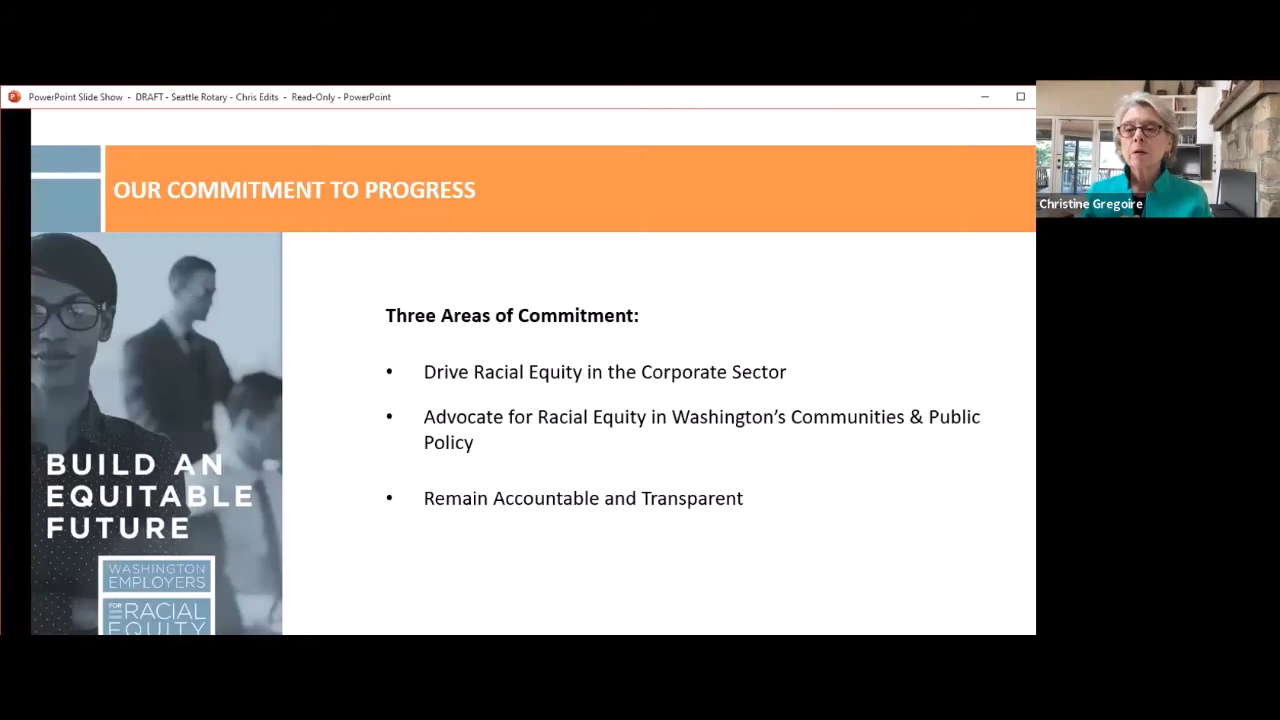 PowerPoint Slide Show - DRAFT - Seattle Rotary - Chris Edits - Read-Only - PowerPoint
Christine Gregoire
OUR COMMITMENT TO PROGRESS
Three Areas of Commitment:
• Drive Racial Equity in the Corporate Sector
• Advocate for Racial Equity in Washington’s Communities & Public
Policy
• Remain Accountable and Transparent
BUILD AN
EQUITABLE
FUTURE
WASHINGTON
EMPLOYERS
FOR RACIAL
EQUITY